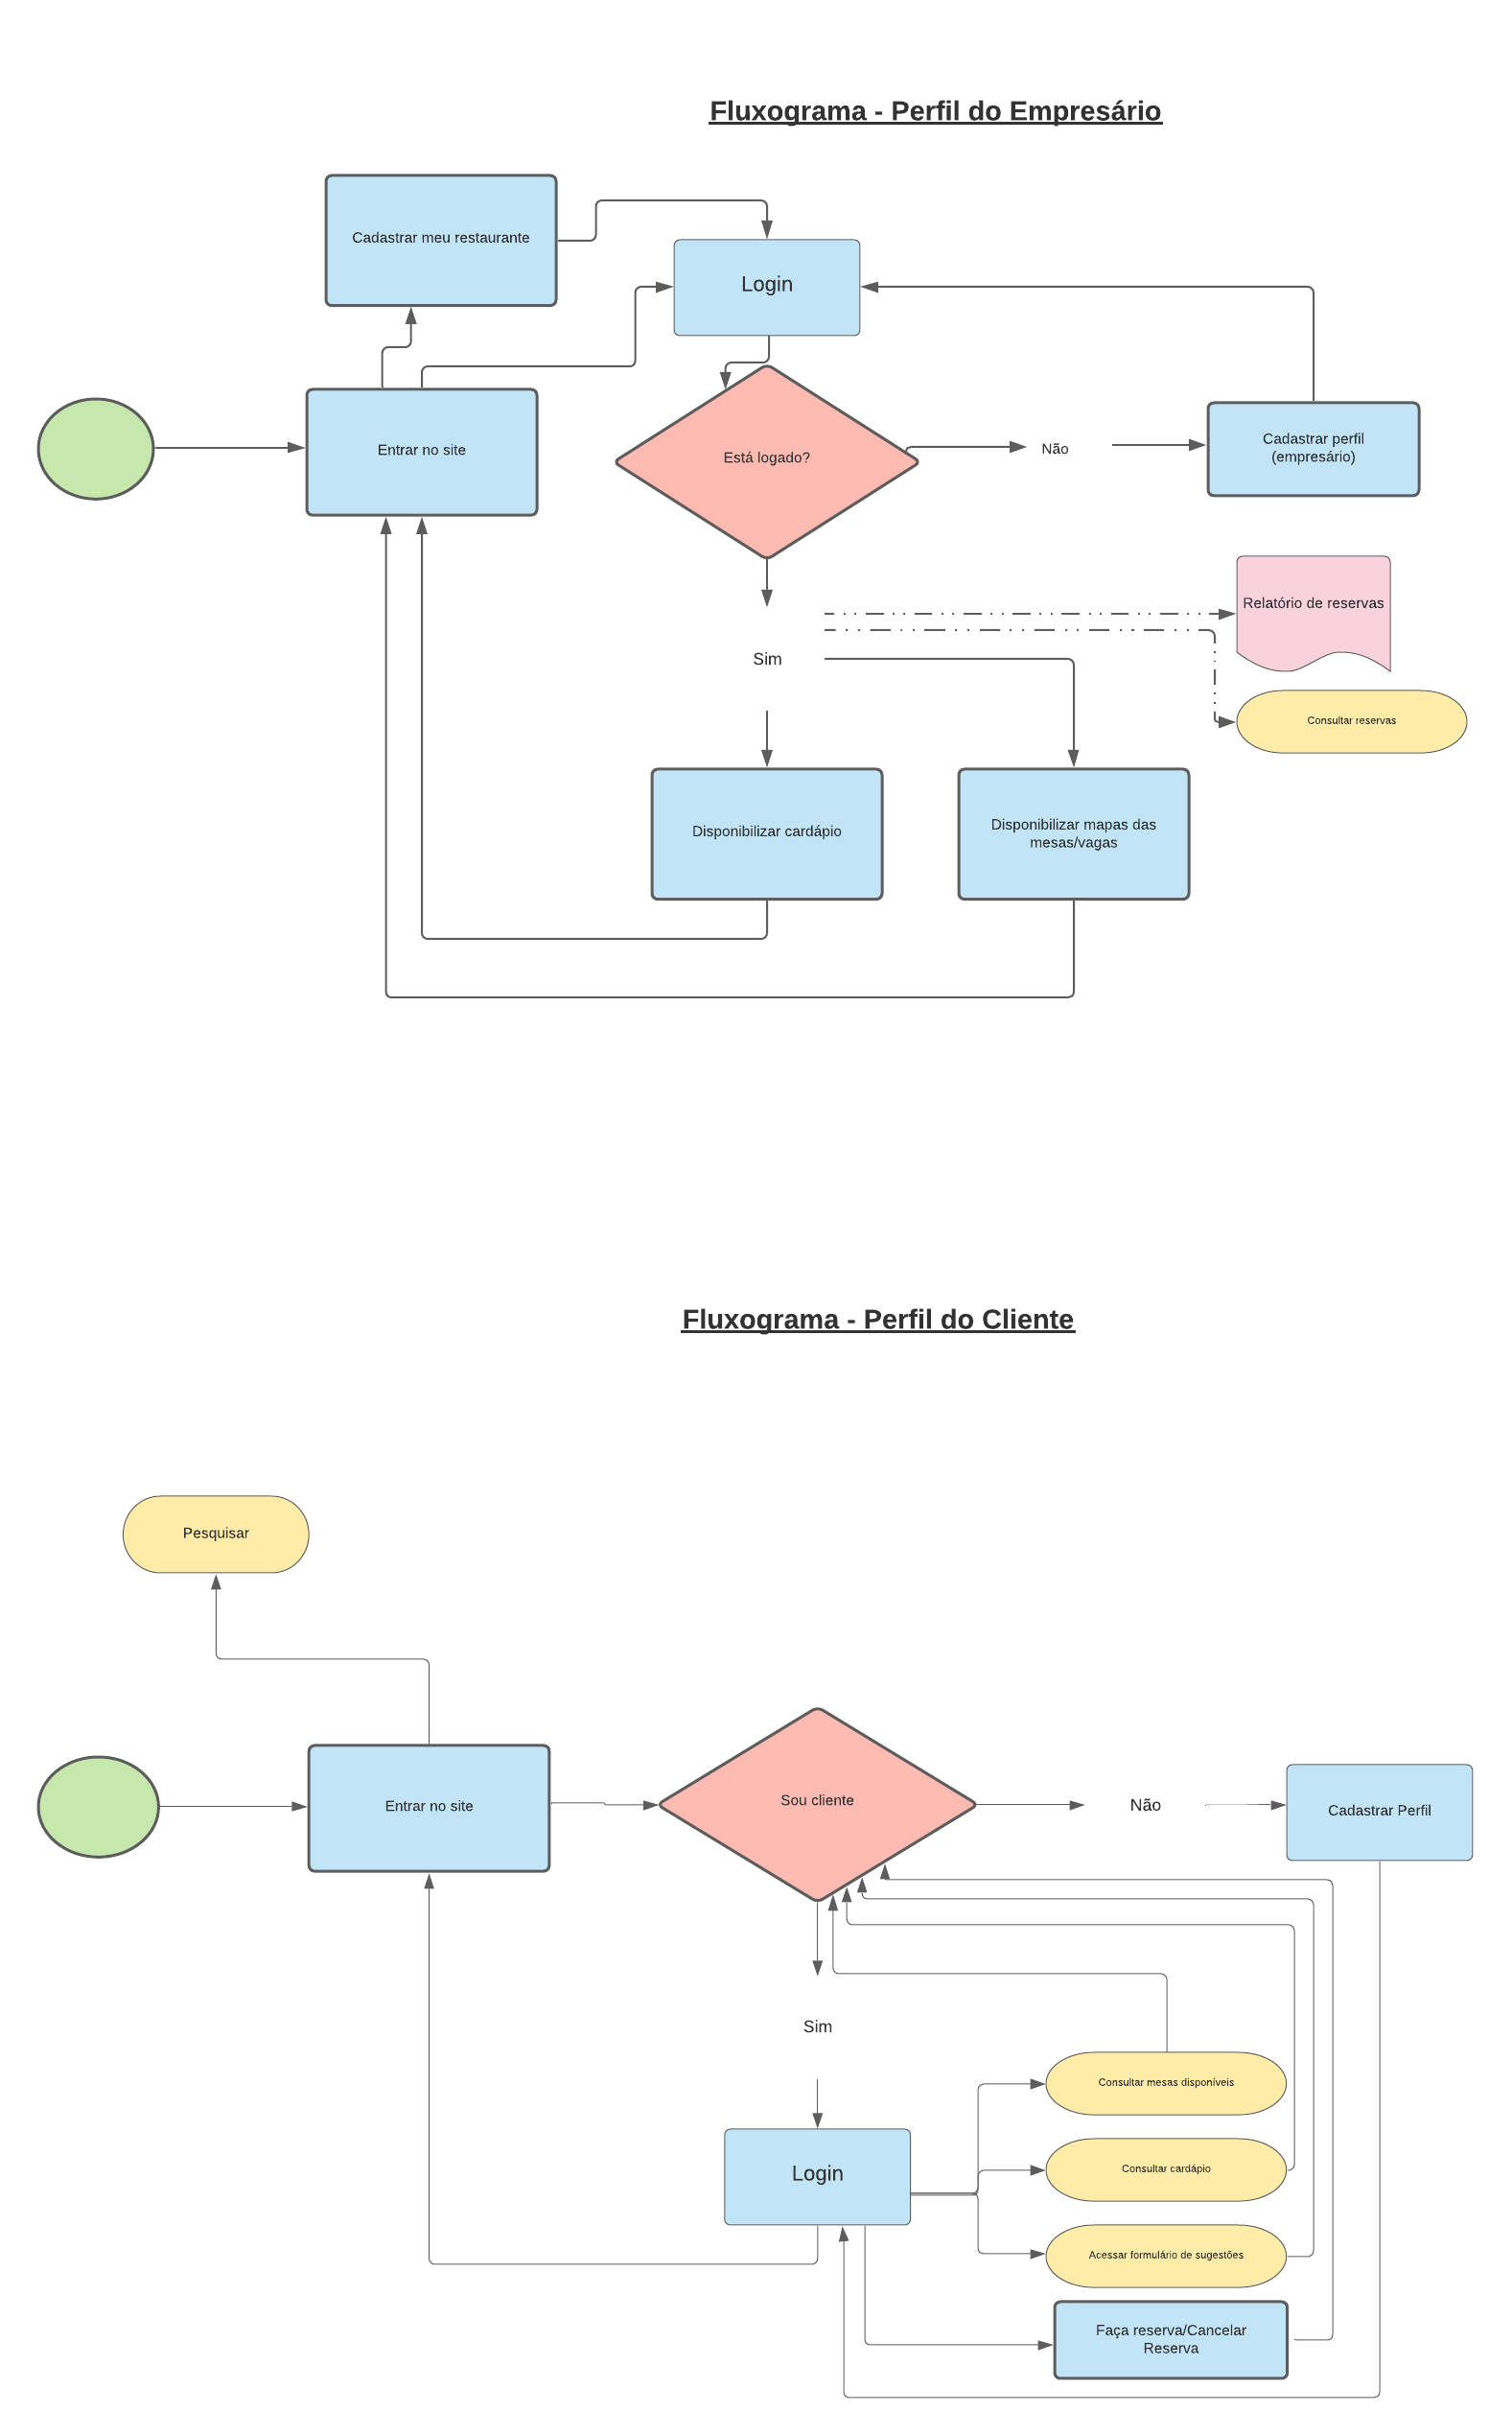 Fluxograma - Perfil do Empresário
Cadastrar meu restaurante
Login
Entrar no site
Está logado?
Não
Cadastrar perfil
(empresário)
Relatório de reservas
Sim
Consultar reservas
Disponibilizar cardápio
Disponibilizar mapas das
mesas/vagas
Fluxograma - Perfil do Cliente
Pesquisar
Entrar no site
Sou cliente
Não
Cadastrar Perfil
Sim
Consultar mesas disponíveis
Login
Consultar cardápio
Acessar formulário de sugestões
Faça reserva/Cancelar
Reserva